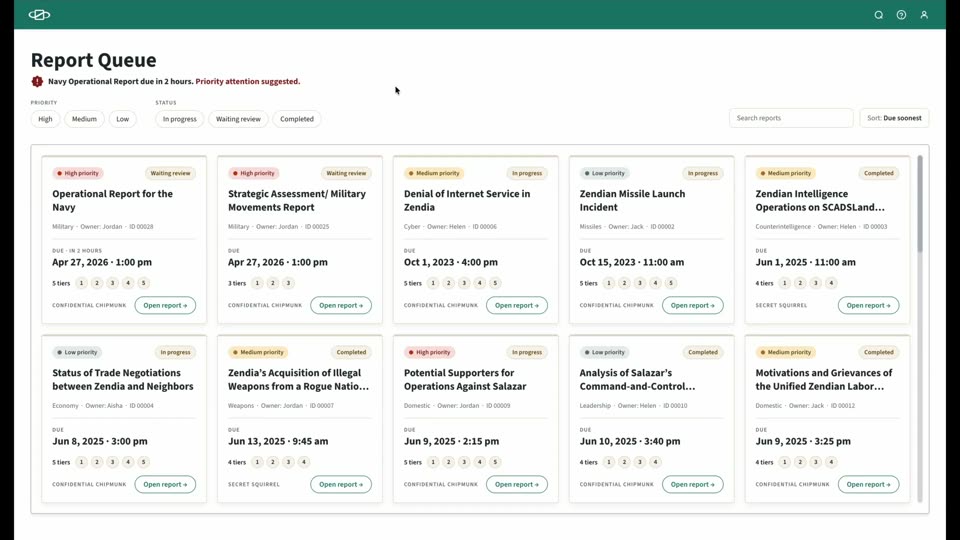 Report Queue
Navy Operational Report due in 2 hours. Priority attention suggested.
PRIORITY
High Medium Low
STATUS
In progress Waiting review Completed
Search reports
Sort: Due soonest
High priority Waiting review
Operational Report for the
Navy
Military · Owner: Jordan · ID 00028
DUE · IN 2 HOURS
Apr 27, 2026 · 1:00 pm
5 tiers 1 2 3 4 5
CONFIDENTIAL CHIPMUNK Open report →
High priority Waiting review
Strategic Assessment/ Military
Movements Report
Military · Owner: Jordan · ID 00025
DUE
Apr 27, 2026 · 1:00 pm
3 tiers 1 2 3
CONFIDENTIAL CHIPMUNK Open report →
Medium priority In progress
Denial of Internet Service in
Zendia
Cyber · Owner: Helen · ID 00006
DUE
Oct 1, 2023 · 4:00 pm
5 tiers 1 2 3 4 5
CONFIDENTIAL CHIPMUNK Open report →
Low priority In progress
Zendian Missile Launch
Incident
Missiles · Owner: Jack · ID 00002
DUE
Oct 15, 2023 · 11:00 am
5 tiers 1 2 3 4 5
CONFIDENTIAL CHIPMUNK Open report →
Medium priority Completed
Zendian Intelligence
Operations on SCADSLand...
Counterintelligence · Owner: Helen · ID 00003
DUE
Jun 1, 2025 · 11:00 am
4 tiers 1 2 3 4
SECRET SQUIRREL Open report →
Low priority In progress
Status of Trade Negotiations
between Zendia and Neighbors
Economy · Owner: Aisha · ID 00004
DUE
Jun 8, 2025 · 3:00 pm
5 tiers 1 2 3 4 5
CONFIDENTIAL CHIPMUNK Open report →
Medium priority Completed
Zendia's Acquisition of Illegal
Weapons from a Rogue Natio...
Weapons · Owner: Jordan · ID 00007
DUE
Jun 13, 2025 · 9:45 am
4 tiers 1 2 3 4
SECRET SQUIRREL Open report →
High priority In progress
Potential Supporters for
Operations Against Salazar
Domestic · Owner: Jordan · ID 00009
DUE
Jun 9, 2025 · 2:15 pm
5 tiers 1 2 3 4 5
CONFIDENTIAL CHIPMUNK Open report →
Low priority Completed
Analysis of Salazar's
Command-and-Control...
Leadership · Owner: Helen · ID 00010
DUE
Jun 10, 2025 · 3:40 pm
4 tiers 1 2 3 4
CONFIDENTIAL CHIPMUNK Open report →
Medium priority Completed
Motivations and Grievances of
the Unified Zendian Labor...
Domestic · Owner: Jack · ID 00012
DUE
Jun 9, 2025 · 3:25 pm
4 tiers 1 2 3 4
CONFIDENTIAL CHIPMUNK Open report →